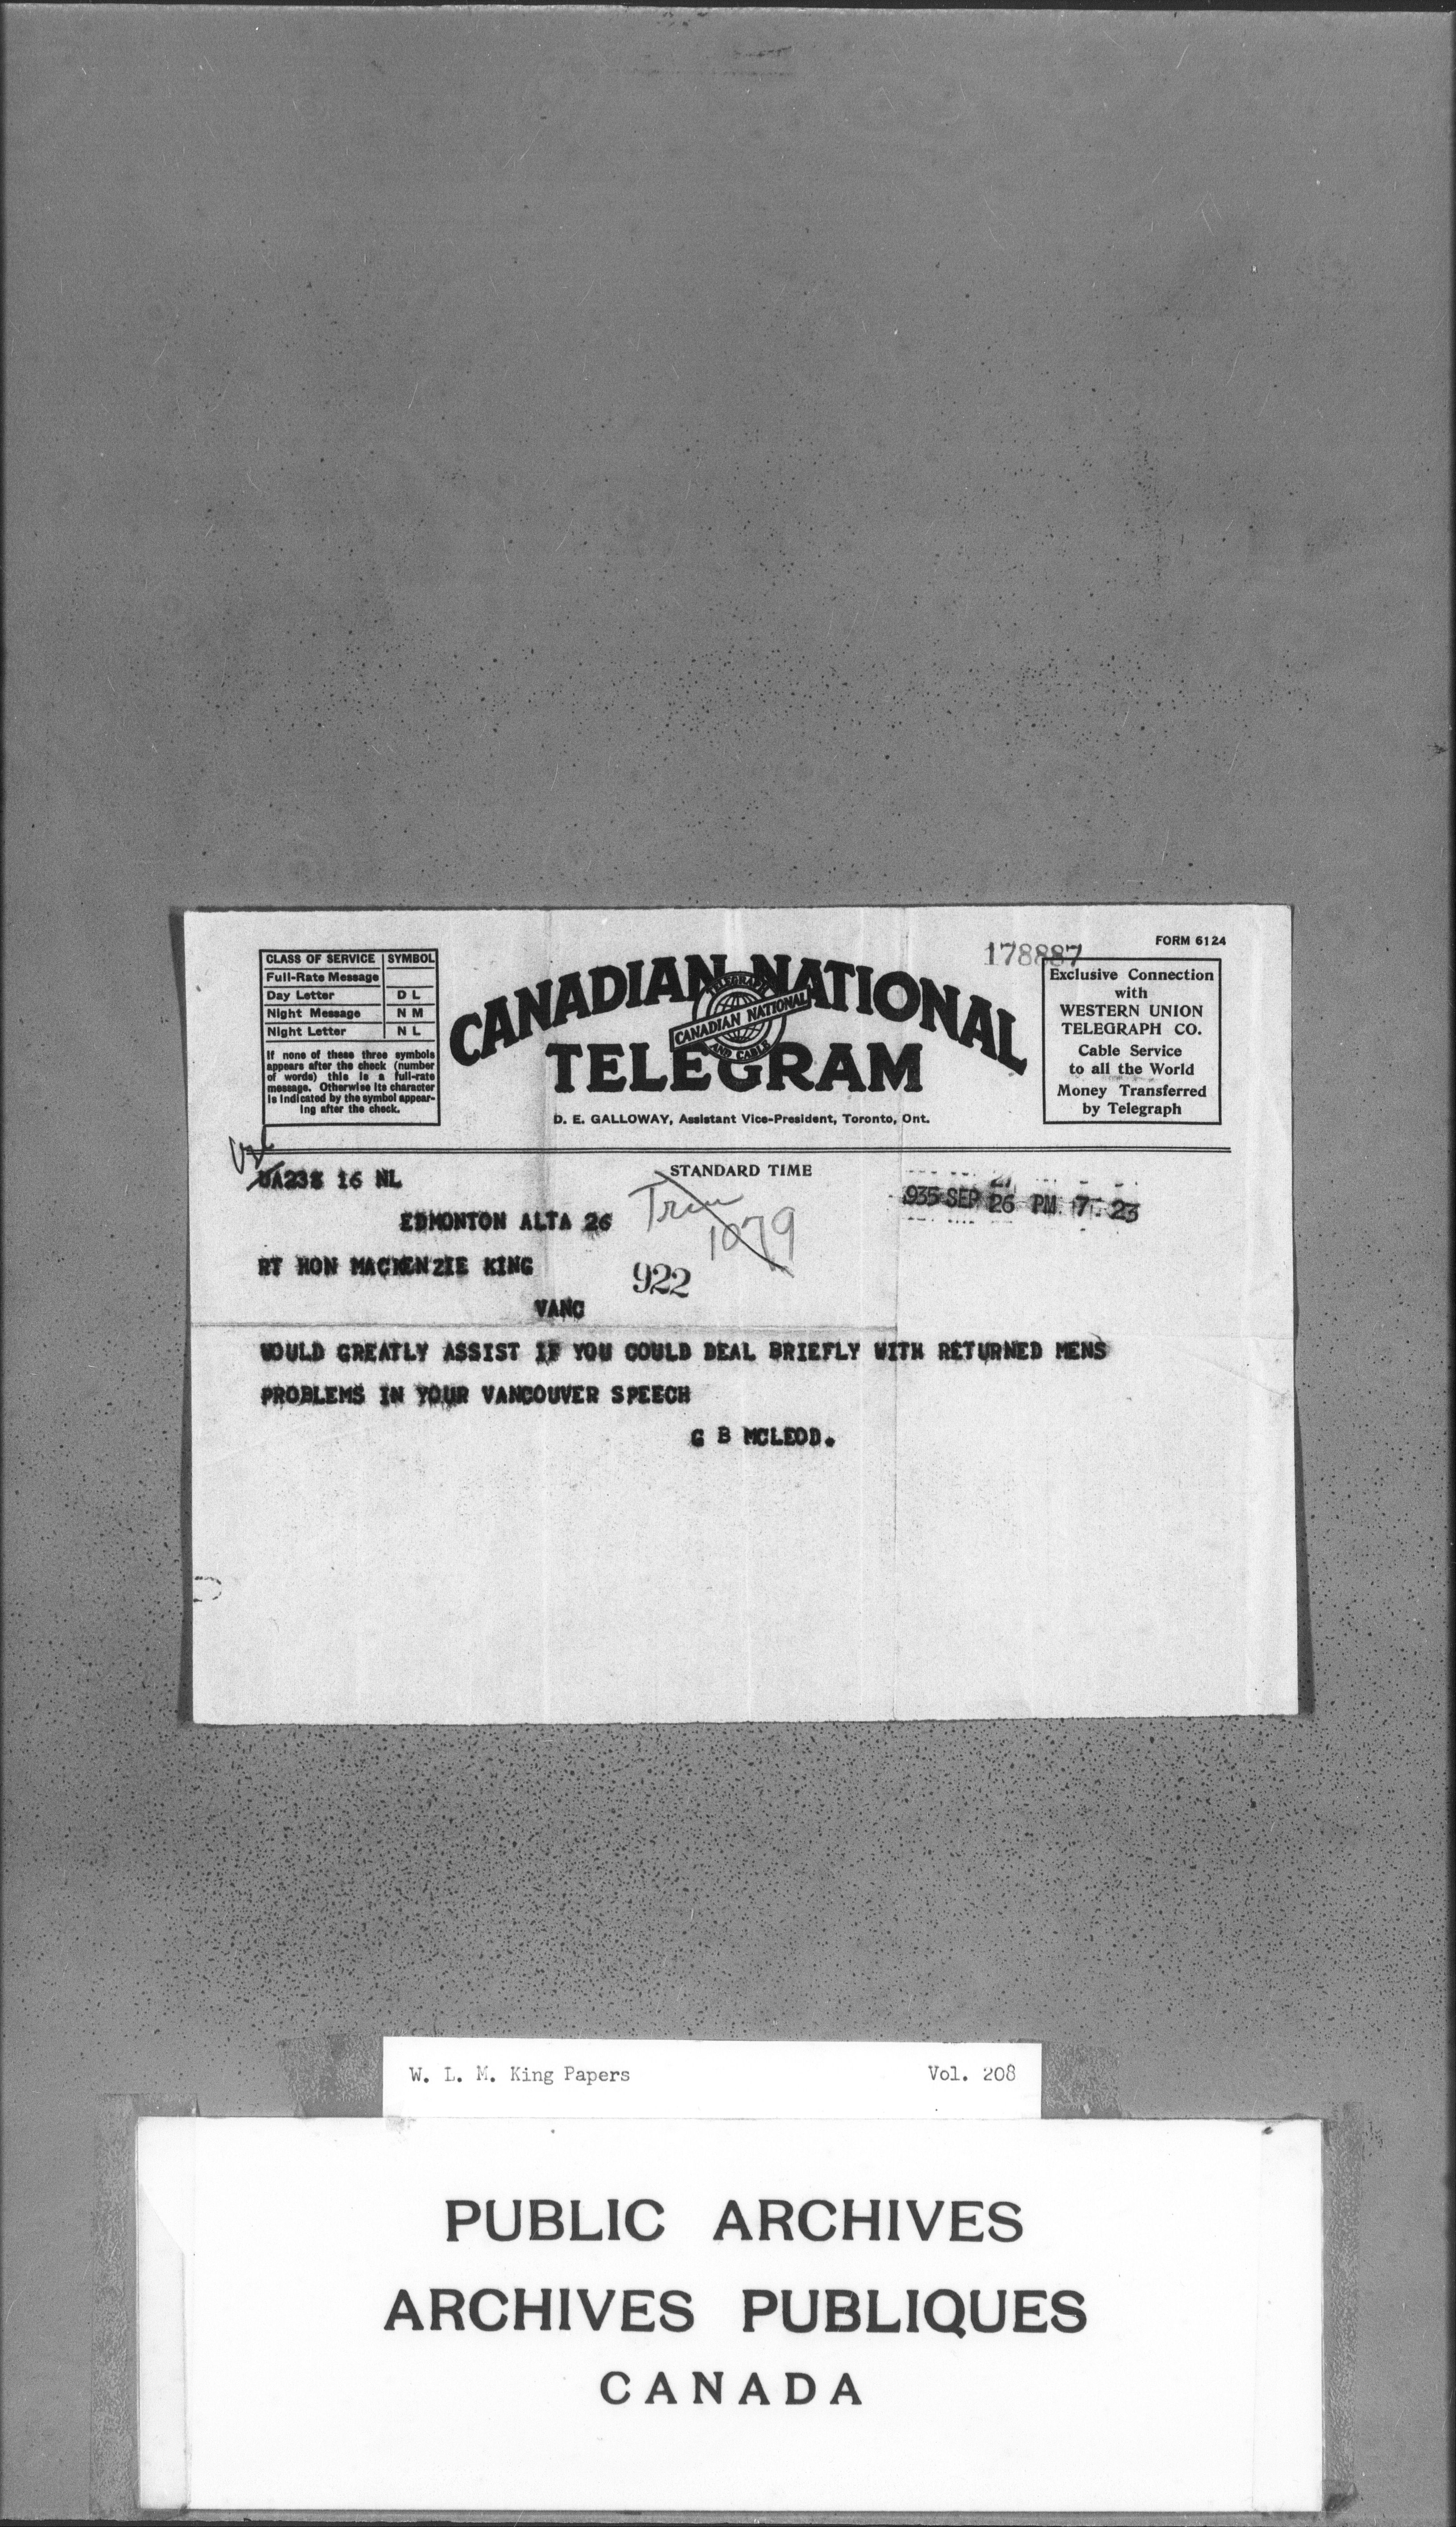 178887
FORM 6124
CLASS OF SERVICE SYMBOL
Full-Rate Message
Day Letter D L
Night Message N M
Night Letter N L
If none of these three symbols
appears after the check (number
of words) this is a full-rate
message. Otherwise its character
is indicated by the symbol appear-
ing after the check.
CANADIAN NATIONAL
TELEGRAPH
CANADIAN NATIONAL
AND CABLE
TELEGRAM
D. E. GALLOWAY, Assistant Vice-President, Toronto, Ont.
Exclusive Connection
with
WESTERN UNION
TELEGRAPH CO.
Cable Service
to all the World
Money Transferred
by Telegraph
STANDARD TIME
16 NL
935 SEP 26 PM 7: 23
EDMONTON ALTA 26
1079
RT HON MACKENZIE KING
922
VANC
WOULD GREATLY ASSIST IF YOU COULD DEAL BRIEFLY WITH RETURNED MENS
PROBLEMS IN YOUR VANCOUVER SPEECH
G B MCLEOD.
W. L. M. King Papers Vol. 208
PUBLIC ARCHIVES
ARCHIVES PUBLIQUES
CANADA